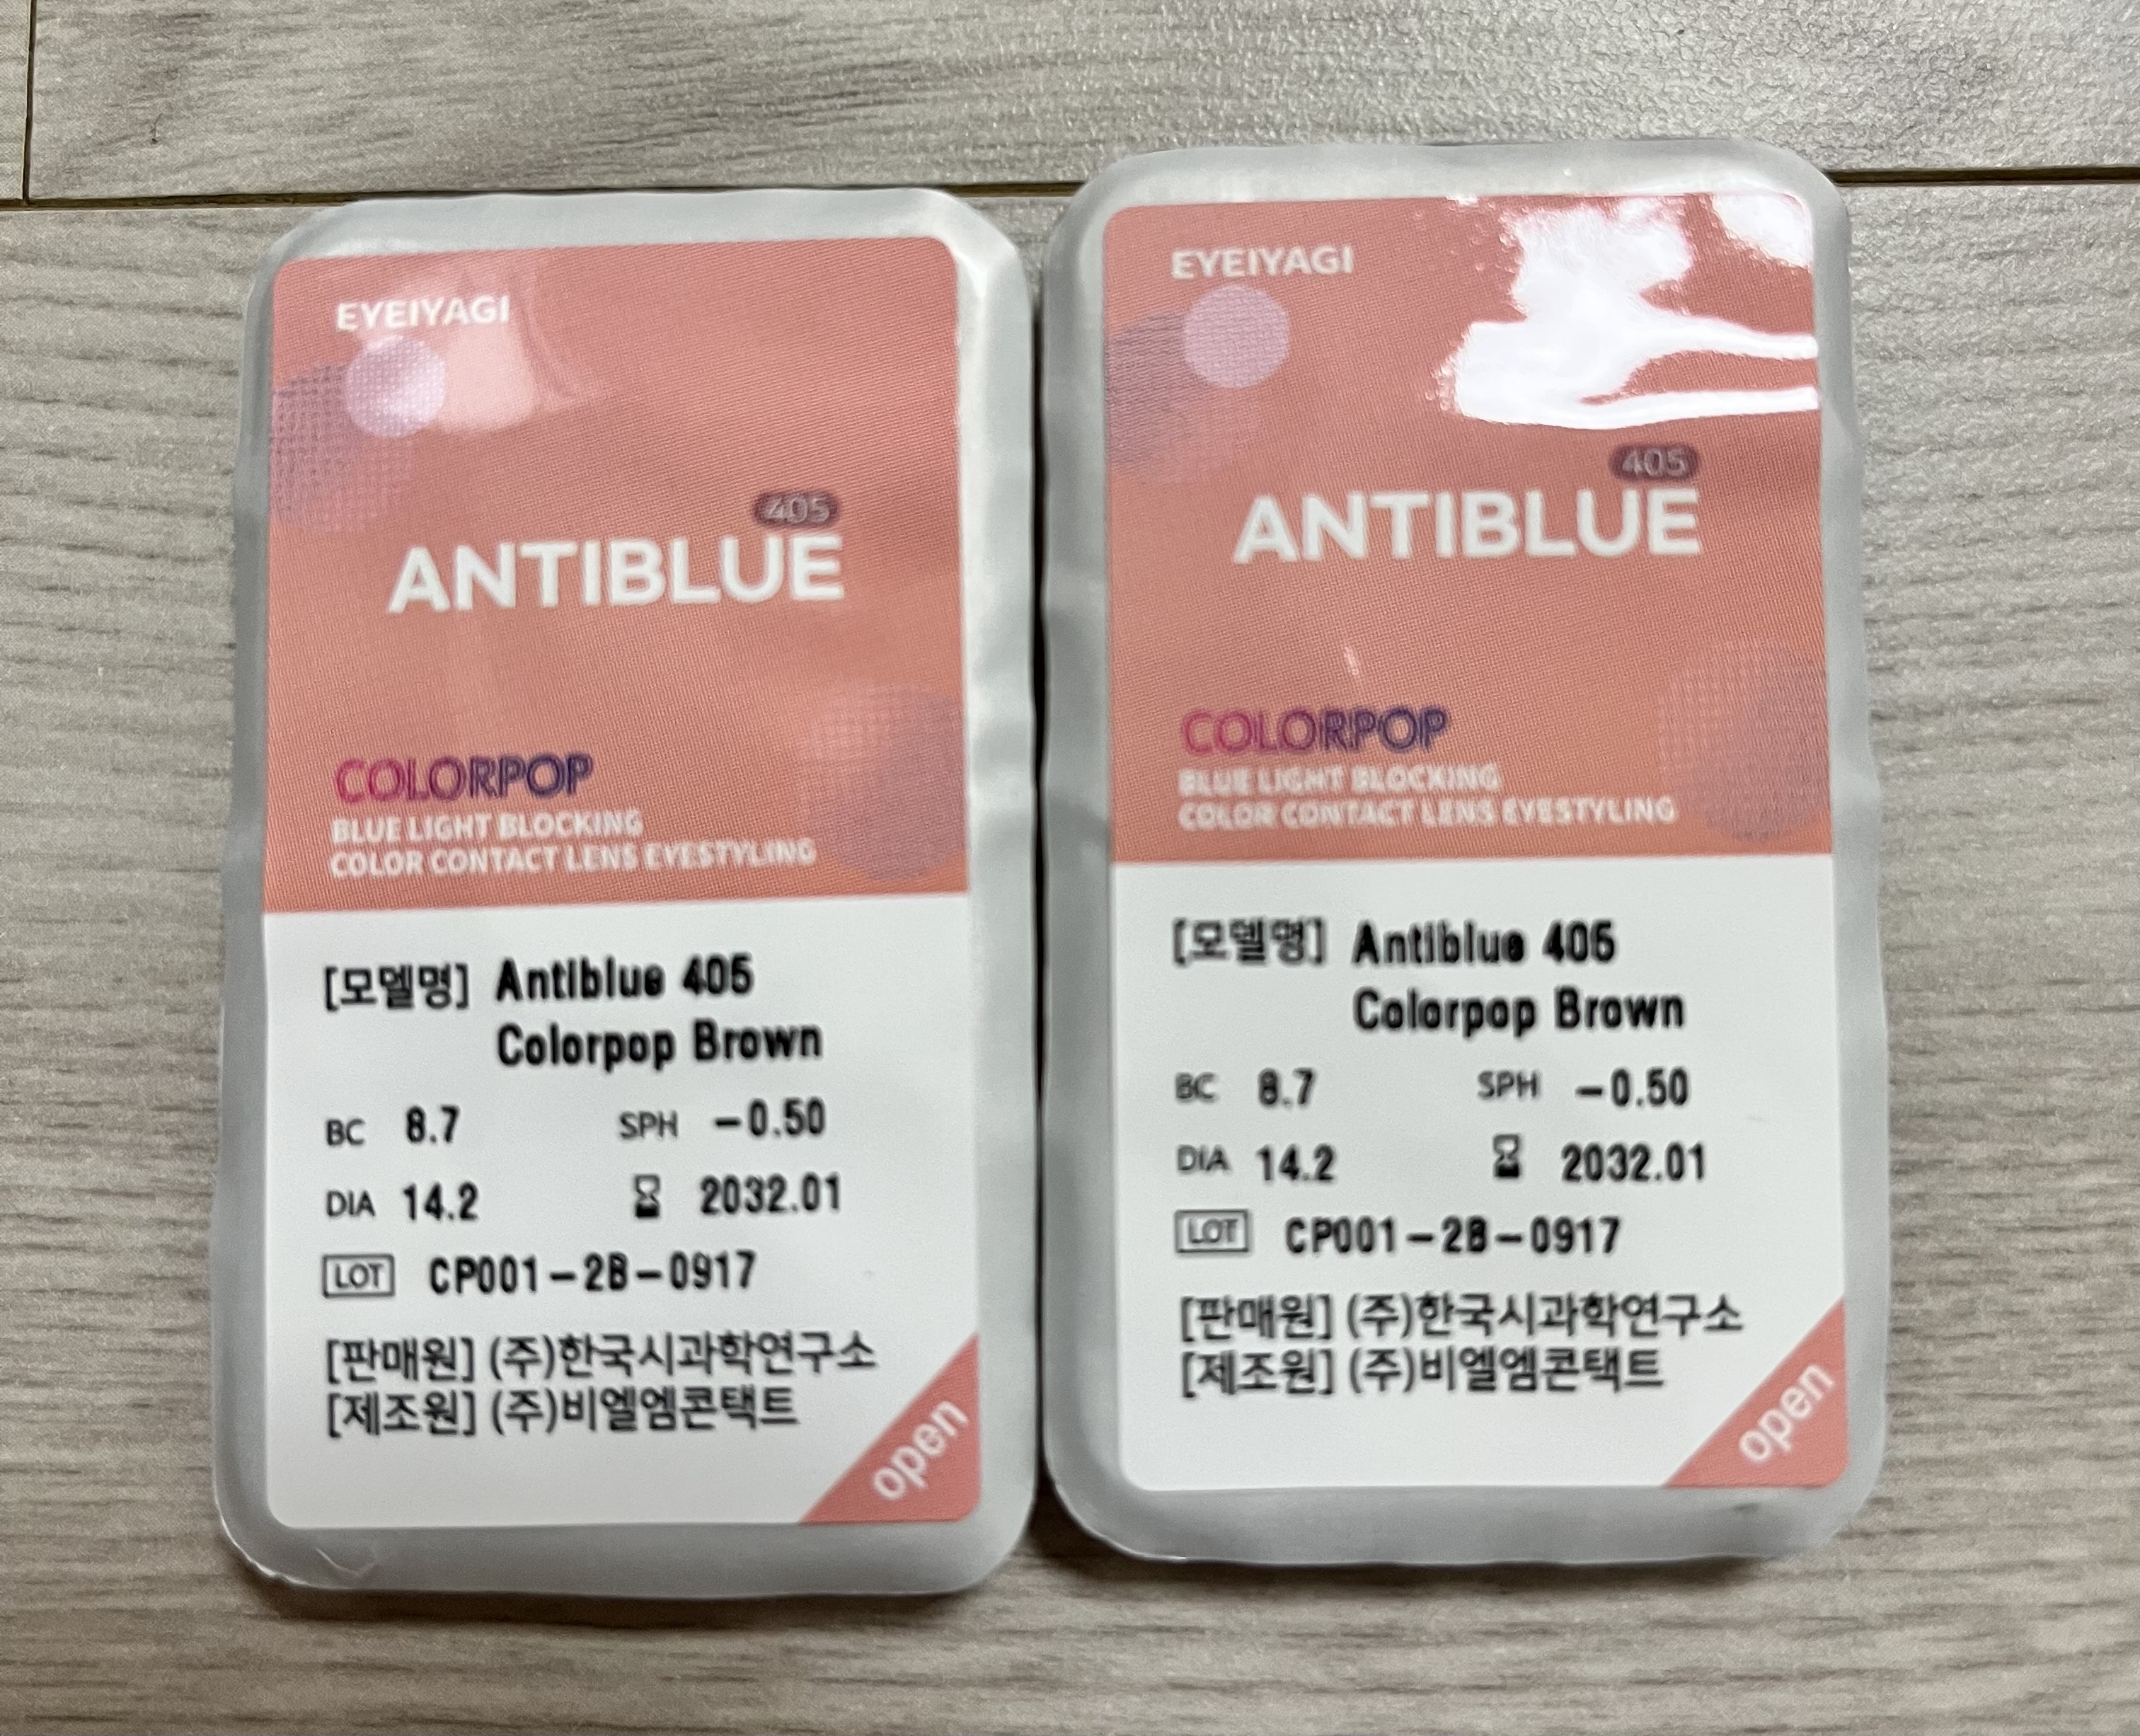 EYEIYAGI
405
ANTIBLUE
COLORPOP
BLUE LIGHT BLOCKING
COLOR CONTACT LENS EYESTYLING
[모델명] Antiblue 405
Colorpop Brown
BC 8.7 SPH -0.50
DIA 14.2 2032.01
LOT CP001-2B-0917
[판매원] (주)한국시과학연구소
[제조원] (주)비엘엠콘택트
open
EYEIYAGI
405
ANTIBLUE
COLORPOP
BLUE LIGHT BLOCKING
COLOR CONTACT LENS EYESTYLING
[모델명] Antiblue 405
Colorpop Brown
BC 8.7 SPH -0.50
DIA 14.2 2032.01
LOT CP001-2B-0917
[판매원] (주)한국시과학연구소
[제조원] (주)비엘엠콘택트
open